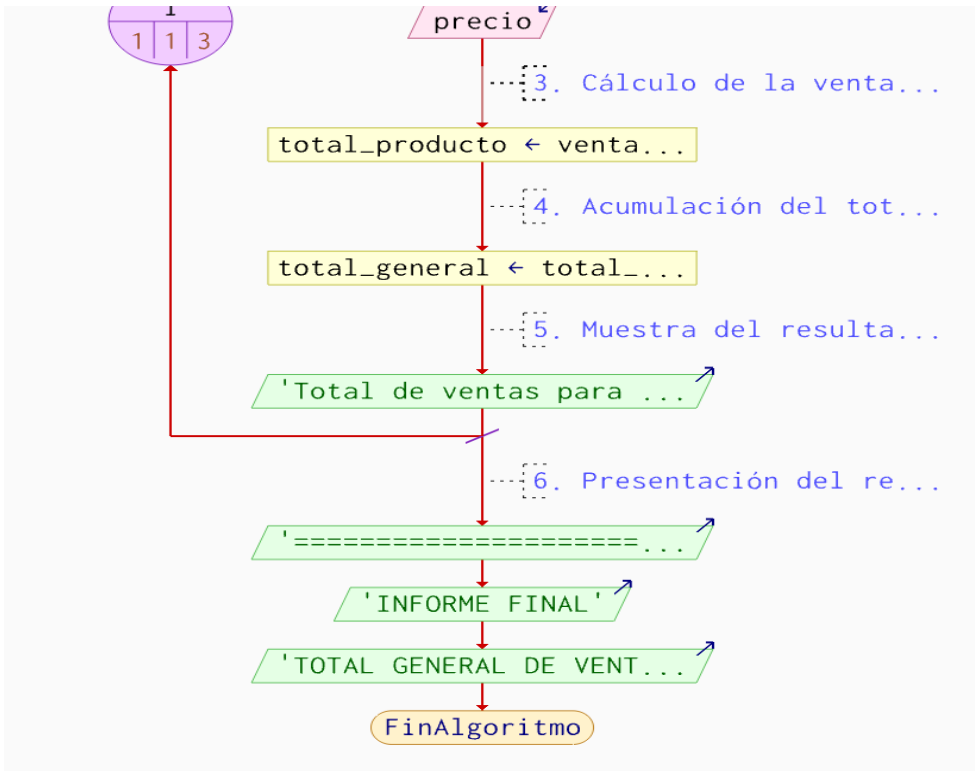 precio
1 1 3
3. Cálculo de la venta...
total_producto ← venta...
4. Acumulación del tot...
total_general ← total_...
5. Muestra del resulta...
'Total de ventas para ...
6. Presentación del re...
'=====================...
'INFORME FINAL'
'TOTAL GENERAL DE VENT...
FinAlgoritmo